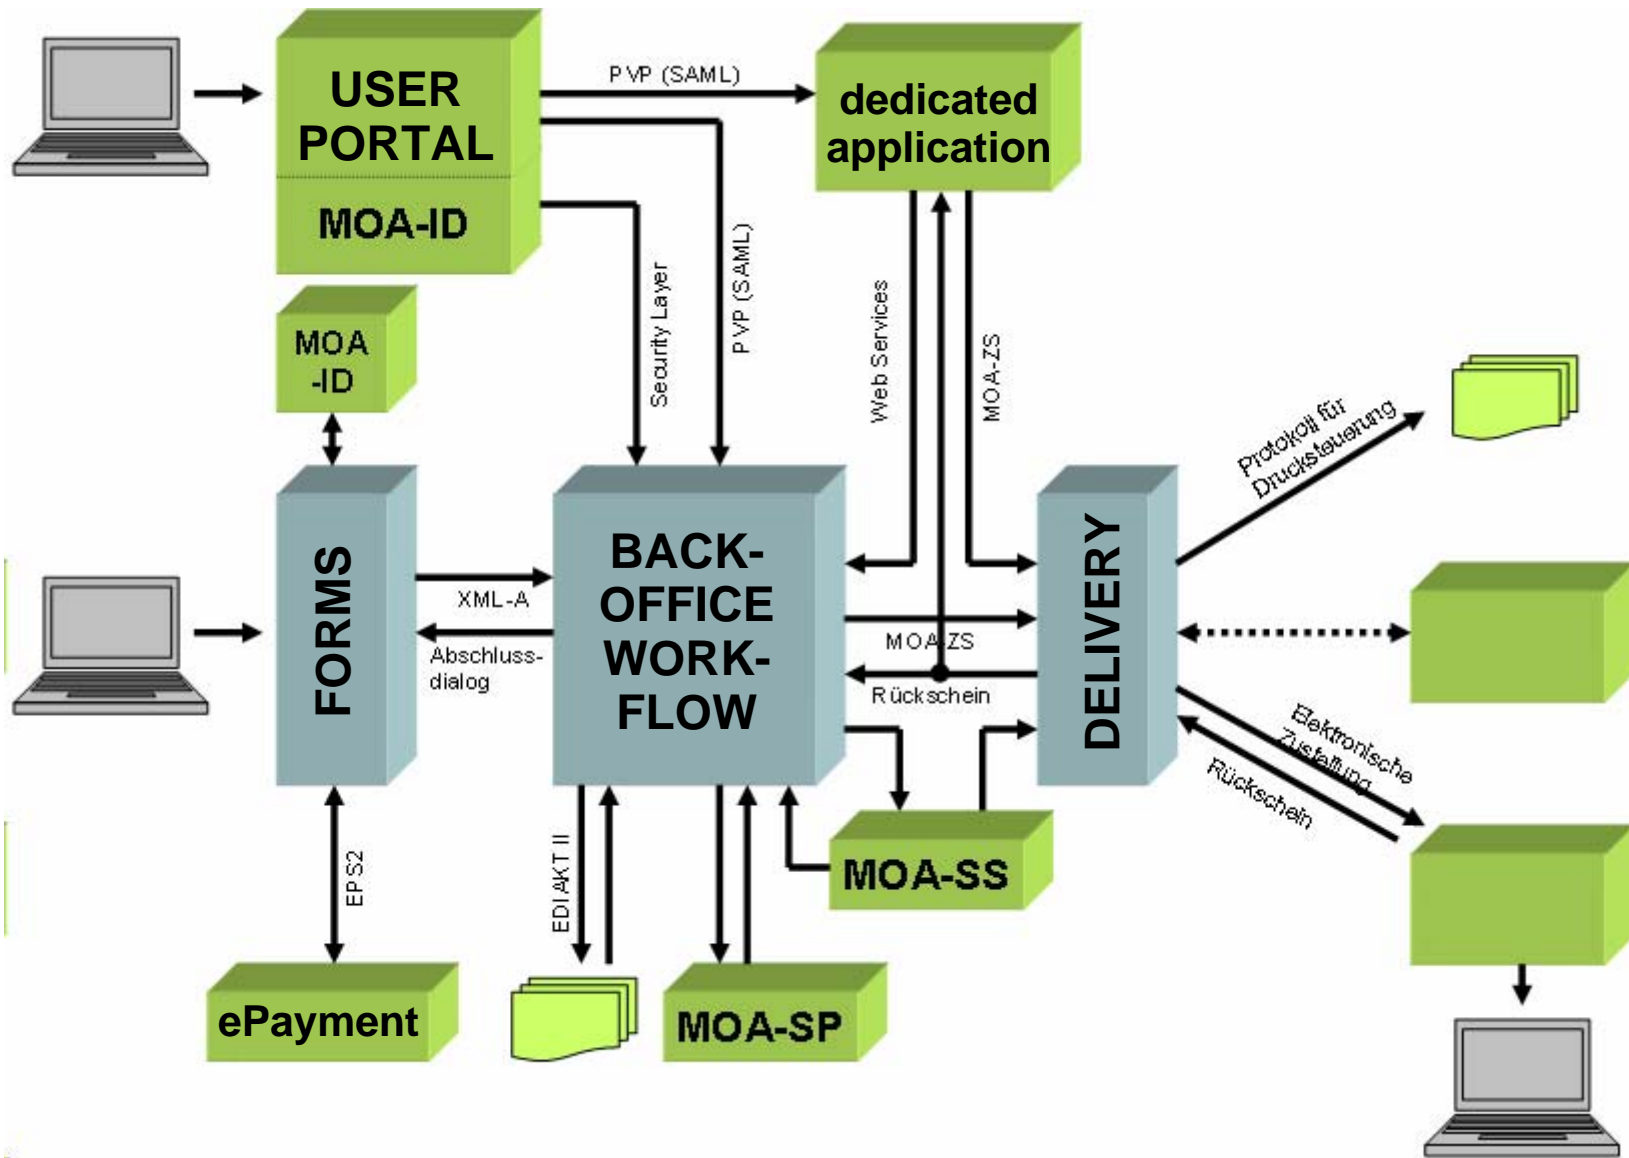 USER
PORTAL
MOA-ID
PVP (SAML)
dedicated
application
MOA
-ID
Security Layer
PVP (SAML)
Web Services
MOA-ZS
Protokoll für
Drucksteuerung
FORMS
XML-A
Abschluss-
dialog
BACK-
OFFICE
WORK-
FLOW
MOA-ZS
Rückschein
DELIVERY
Elektronische
Zustellung
Rückschein
EPS2
EDIAKT II
MOA-SS
ePayment
MOA-SP